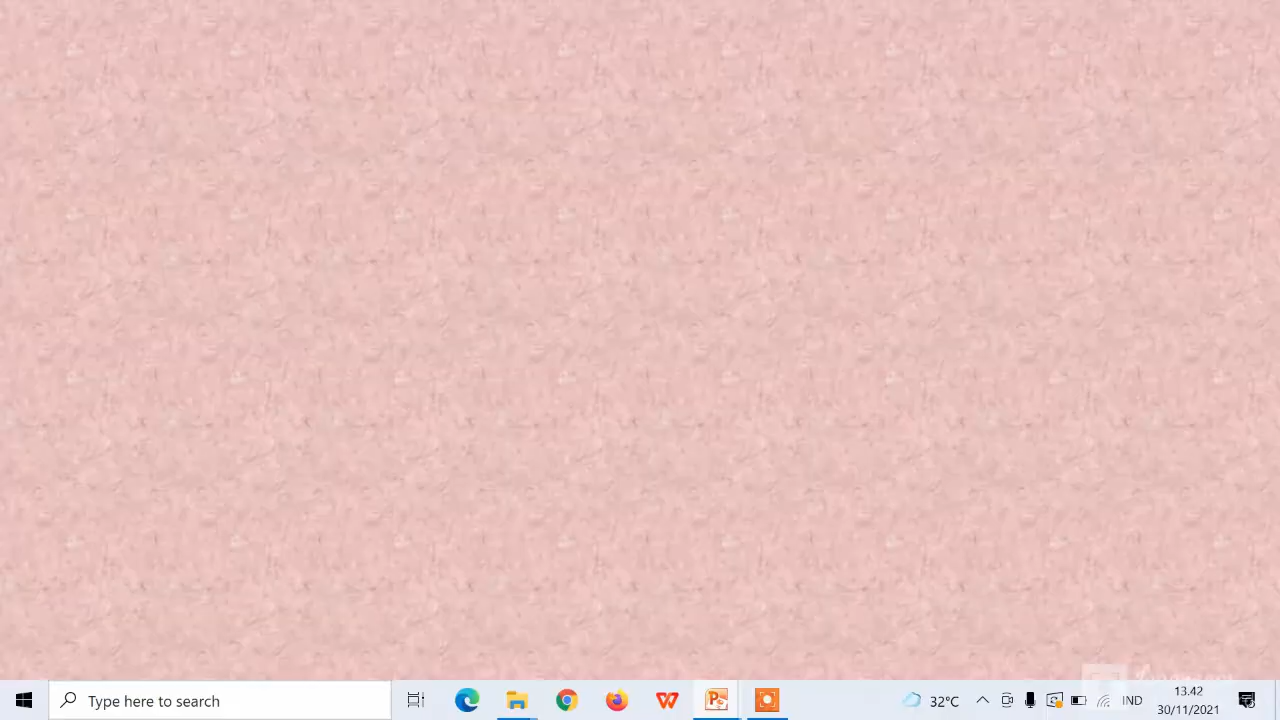 Type here to search
32°C
IND
13.42
30/11/2021